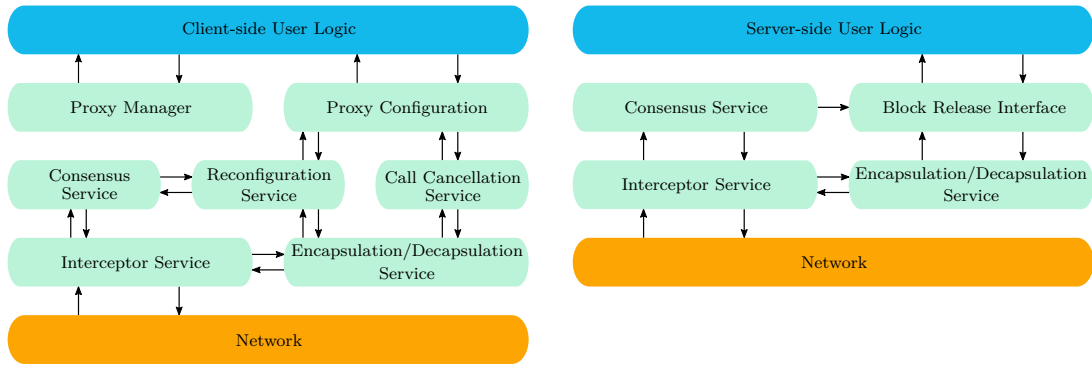 Client-side User Logic
Proxy Manager
Proxy Configuration
Consensus
Service
Reconfiguration
Service
Call Cancellation
Service
Interceptor Service
Encapsulation/Decapsulation
Service
Network
Server-side User Logic
Consensus Service
Block Release Interface
Interceptor Service
Encapsulation/Decapsulation
Service
Network